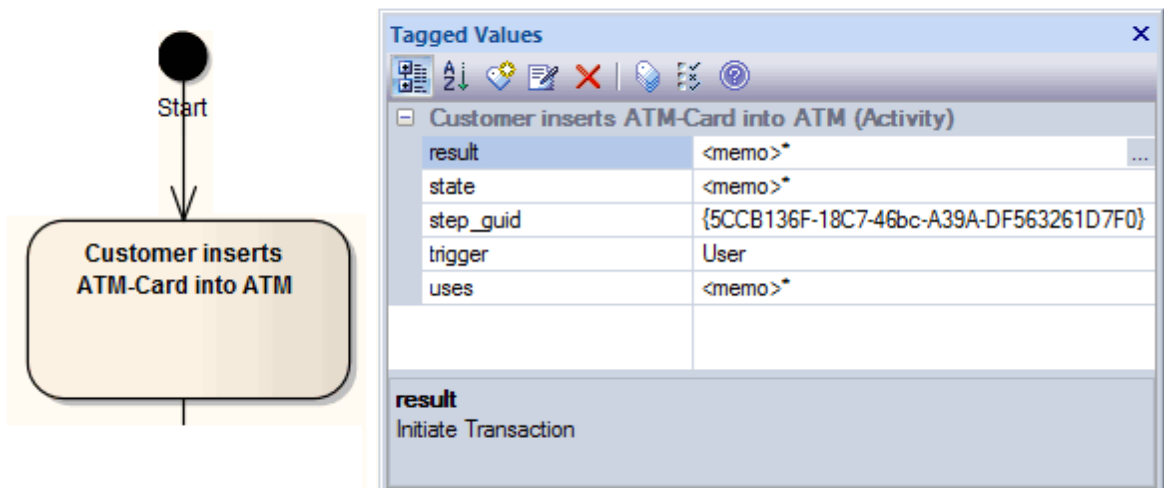 Start
Customer inserts
ATM-Card into ATM
Tagged Values
Customer inserts ATM-Card into ATM (Activity)
result <memo>* ...
state <memo>*
step_guid {5CCB136F-18C7-46bc-A39A-DF563261D7F0}
trigger User
uses <memo>*
result
Initiate Transaction